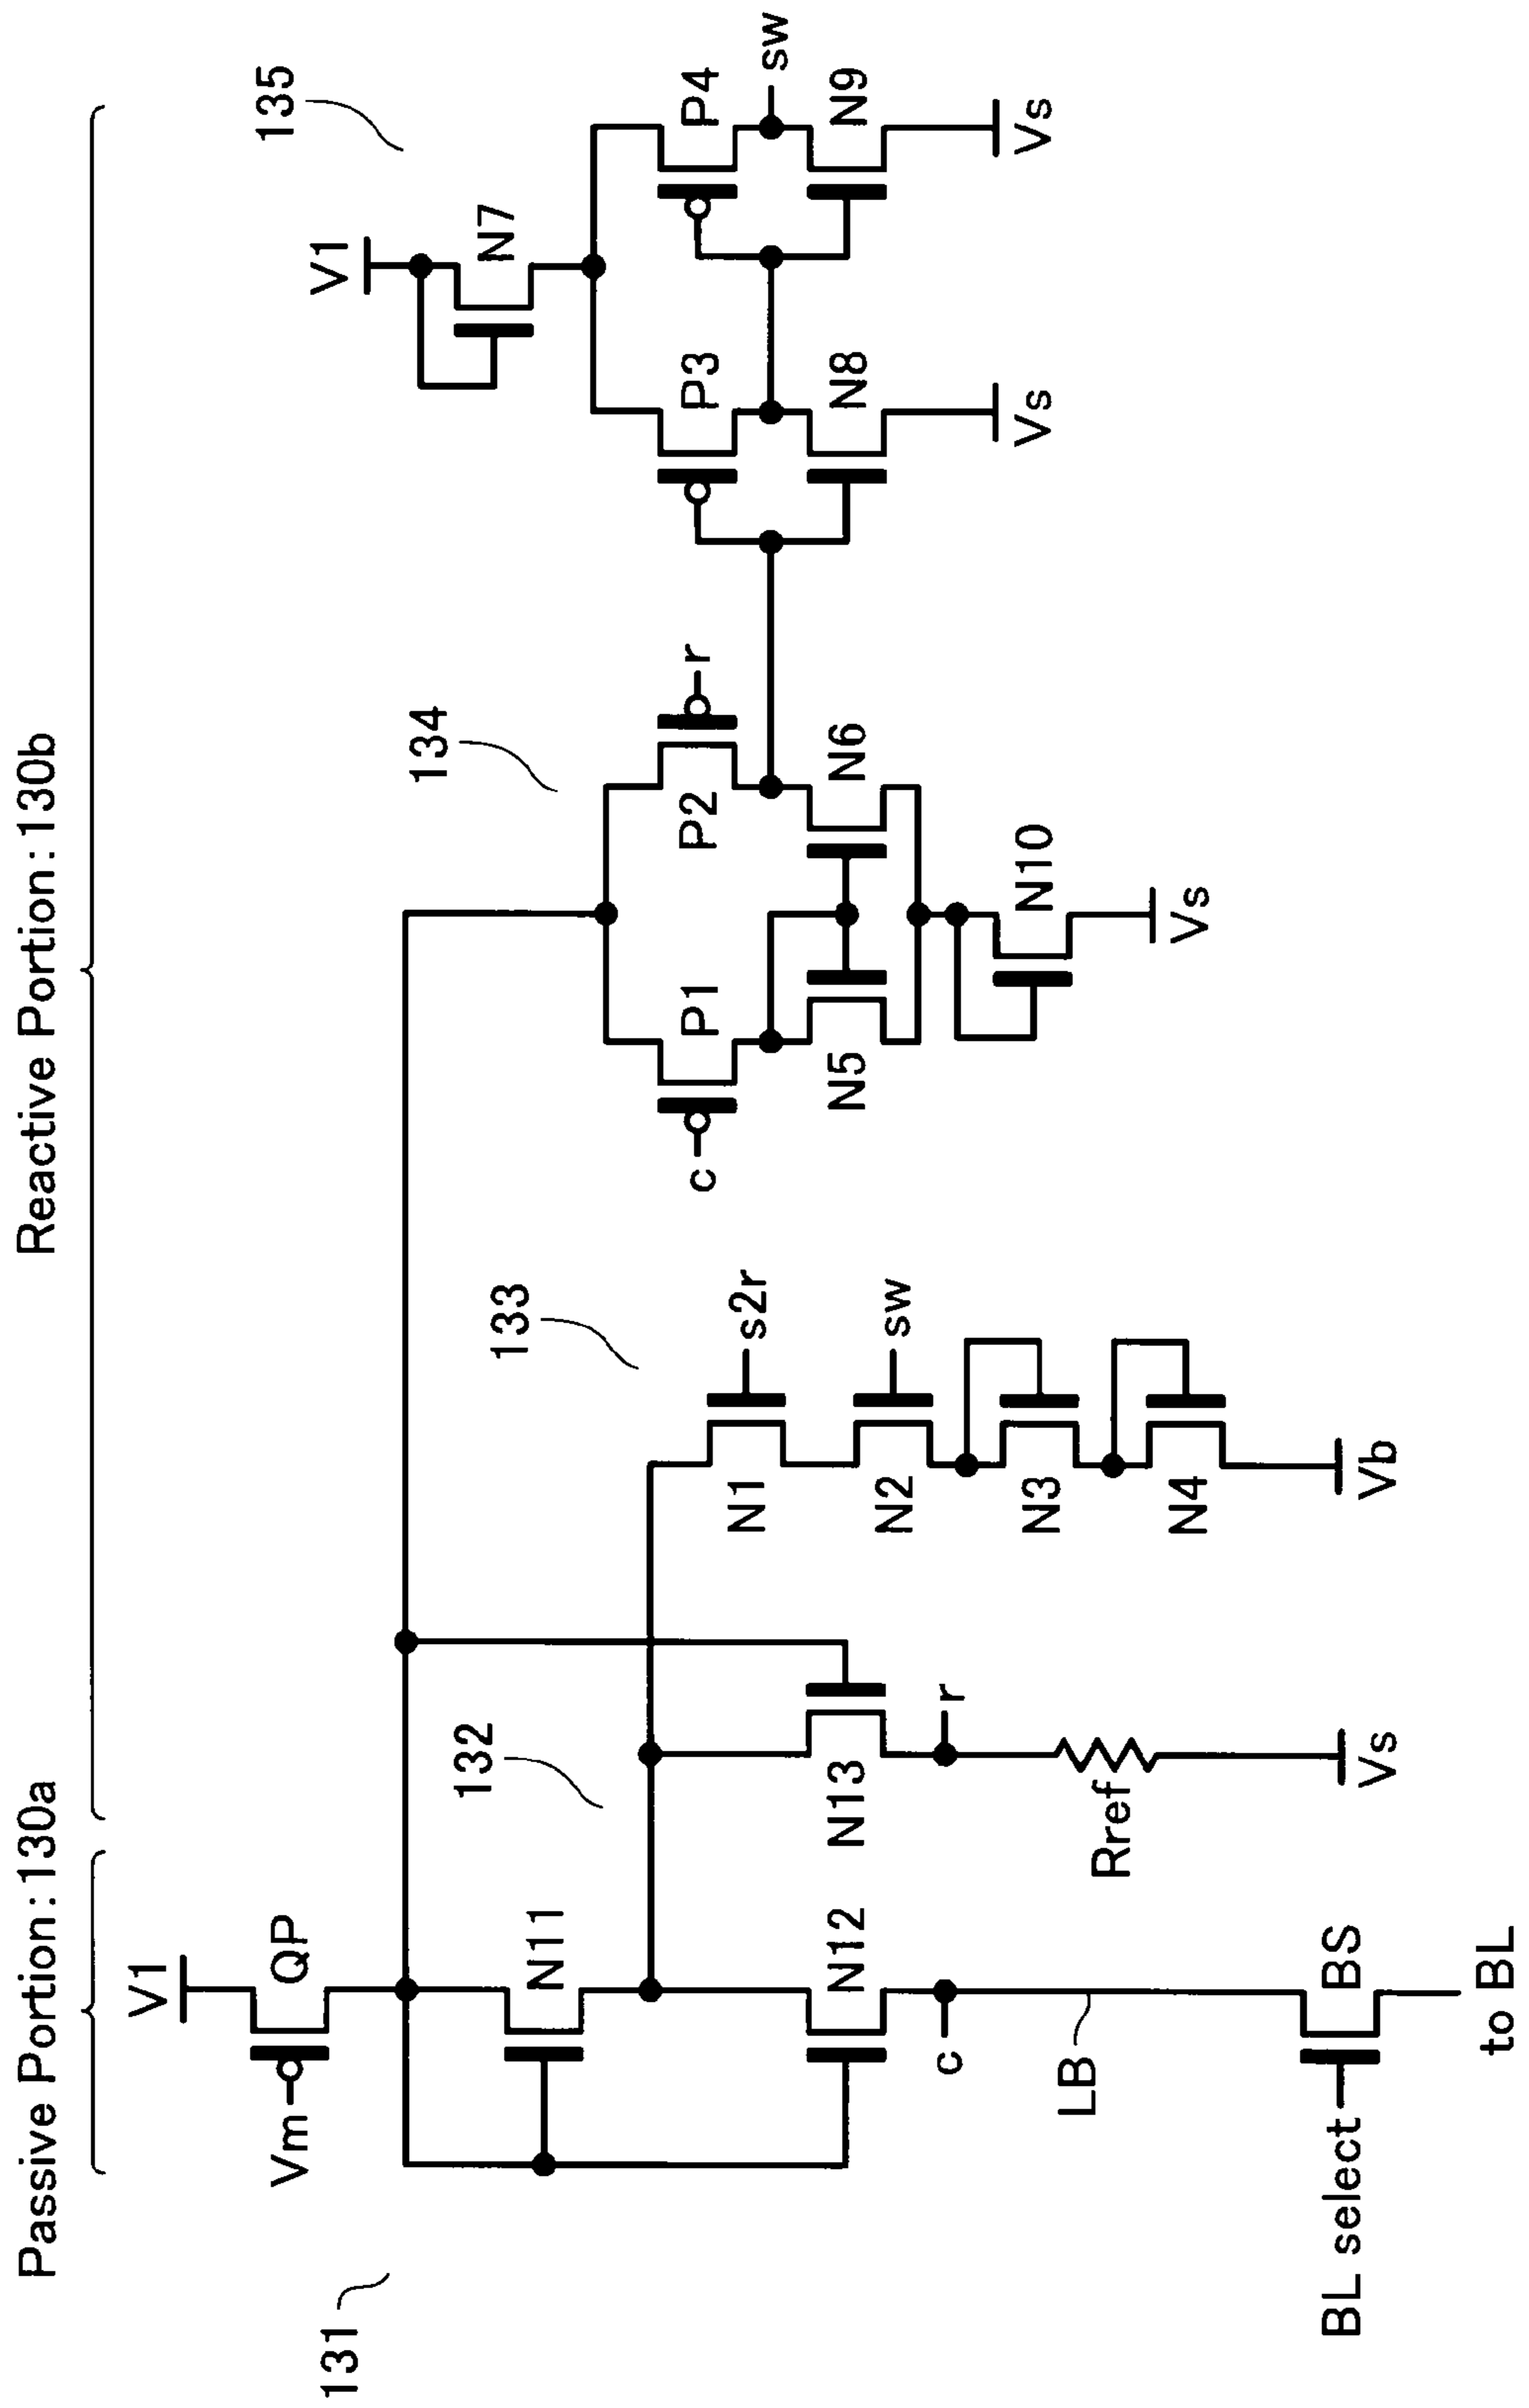 Passive Portion:130a
Reactive Portion:130b
131
V1
QP
Vm
N11
132
N12
c
LB
BL select
BS
to BL
N13
r
Rref
Vs
133
N1
s2r
N2
sw
N3
N4
Vb
134
c
P1
P2
r
N5
N6
N10
Vs
135
V1
N7
P3
P4
sw
N8
N9
Vs
Vs